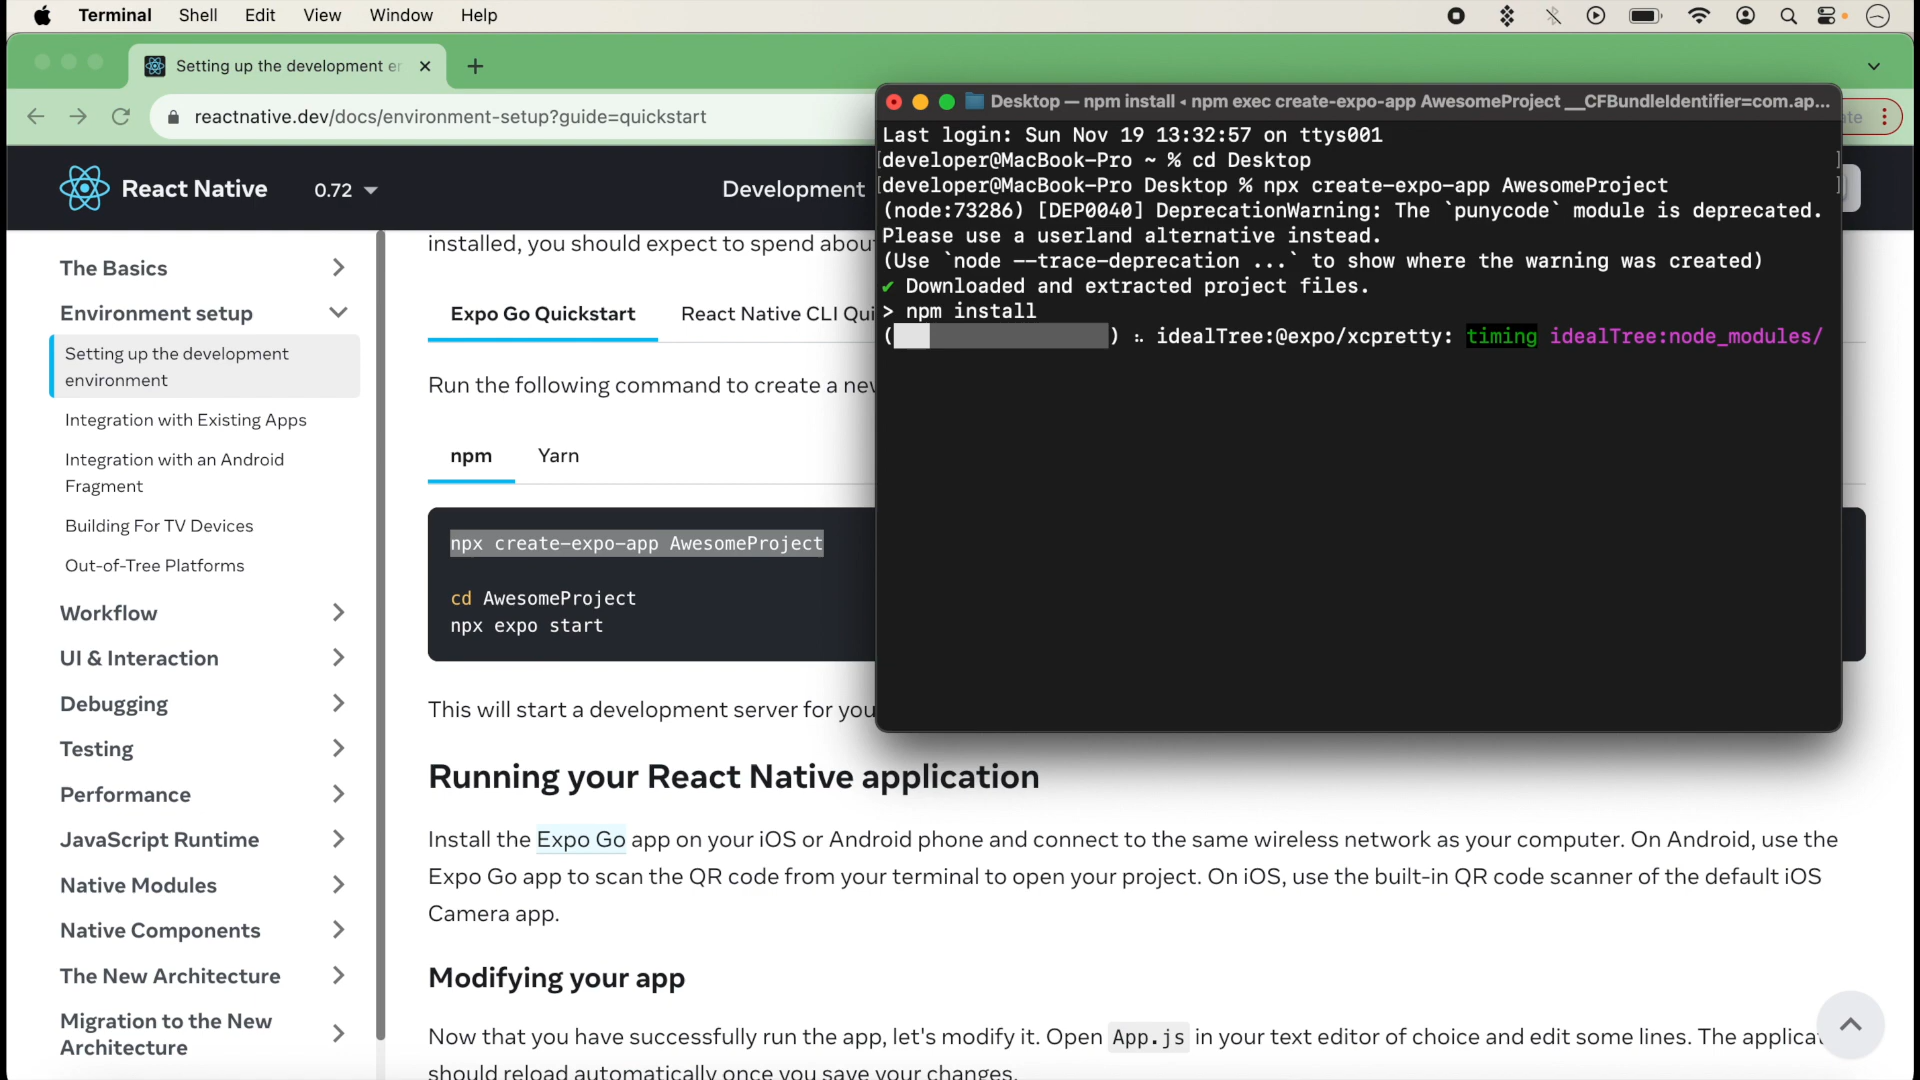 Terminal Shell Edit View Window Help
Setting up the development er
reactnative.dev/docs/environment-setup?guide=quickstart
React Native 0.72 Development
The Basics
Environment setup
Setting up the development
environment
Integration with Existing Apps
Integration with an Android
Fragment
Building For TV Devices
Out-of-Tree Platforms
Workflow
UI & Interaction
Debugging
Testing
Performance
JavaScript Runtime
Native Modules
Native Components
The New Architecture
Migration to the New
Architecture
installed, you should expect to spend about
Expo Go Quickstart React Native CLI Qui
Run the following command to create a new
npm Yarn
npx create-expo-app AwesomeProject
cd AwesomeProject
npx expo start
This will start a development server for you
Running your React Native application
Install the Expo Go app on your iOS or Android phone and connect to the same wireless network as your computer. On Android, use the
Expo Go app to scan the QR code from your terminal to open your project. On iOS, use the built-in QR code scanner of the default iOS
Camera app.
Modifying your app
Now that you have successfully run the app, let's modify it. Open App.js in your text editor of choice and edit some lines. The applica
should reload automatically once you save your changes.
Desktop — npm install ◂ npm exec create-expo-app AwesomeProject __CFBundleIdentifier=com.ap...
Last login: Sun Nov 19 13:32:57 on ttys001
[developer@MacBook-Pro ~ % cd Desktop ]
[developer@MacBook-Pro Desktop % npx create-expo-app AwesomeProject ]
(node:73286) [DEP0040] DeprecationWarning: The `punycode` module is deprecated.
Please use a userland alternative instead.
(Use `node --trace-deprecation ...` to show where the warning was created)
✔ Downloaded and extracted project files.
> npm install
( ) ⠦ idealTree:@expo/xcpretty: timing idealTree:node_modules/